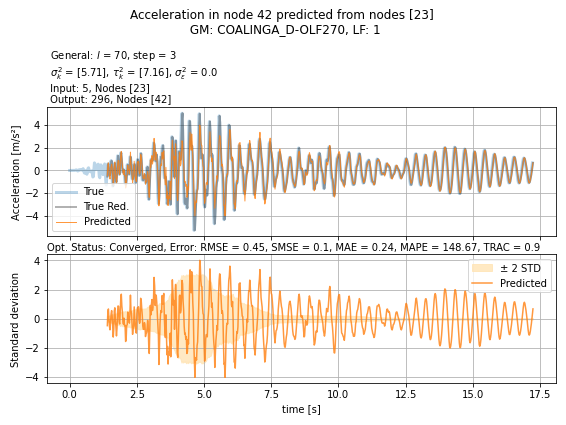 Acceleration in node 42 predicted from nodes [23]
GM: COALINGA_D-OLF270, LF: 1
General: l = 70, step = 3
σ²ₖ = [5.71], τ²ₖ = [7.16], σ²ᵣ = 0.0
Input: 5, Nodes [23]
Output: 296, Nodes [42]
Acceleration [m/s²]
4
2
0
−2
−4
True
True Red.
Predicted
Opt. Status: Converged, Error: RMSE = 0.45, SMSE = 0.1, MAE = 0.24, MAPE = 148.67, TRAC = 0.9
Standard deviation
4
2
0
−2
−4
± 2 STD
Predicted
0.0 2.5 5.0 7.5 10.0 12.5 15.0 17.5
time [s]